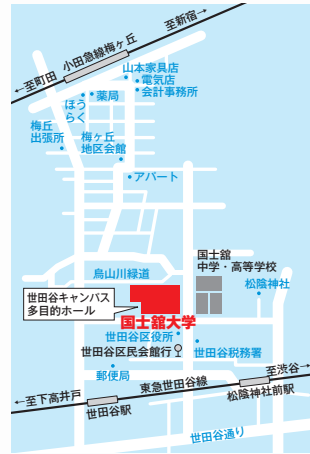 至新宿→
小田急線梅ヶ丘
←至町田
山本家具店
電気店
会計事務所
薬局
ほう
らく
梅丘
出張所
梅ヶ丘
地区会館
アパート
国士舘
中学・高等学校
烏山川緑道
松陰神社
世田谷キャンパス
多目的ホール
国士舘大学
世田谷区役所
世田谷区民会館行
世田谷税務署
郵便局
至渋谷→
東急世田谷線
松陰神社前駅
←至下高井戸
世田谷駅
世田谷通り